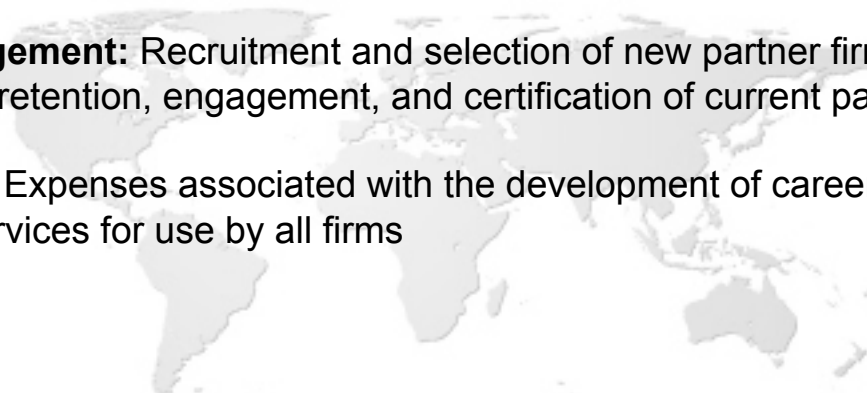 gement: Recruitment and selection of new partner fir
retention, engagement, and certification of current pa
Expenses associated with the development of caree
rvices for use by all firms